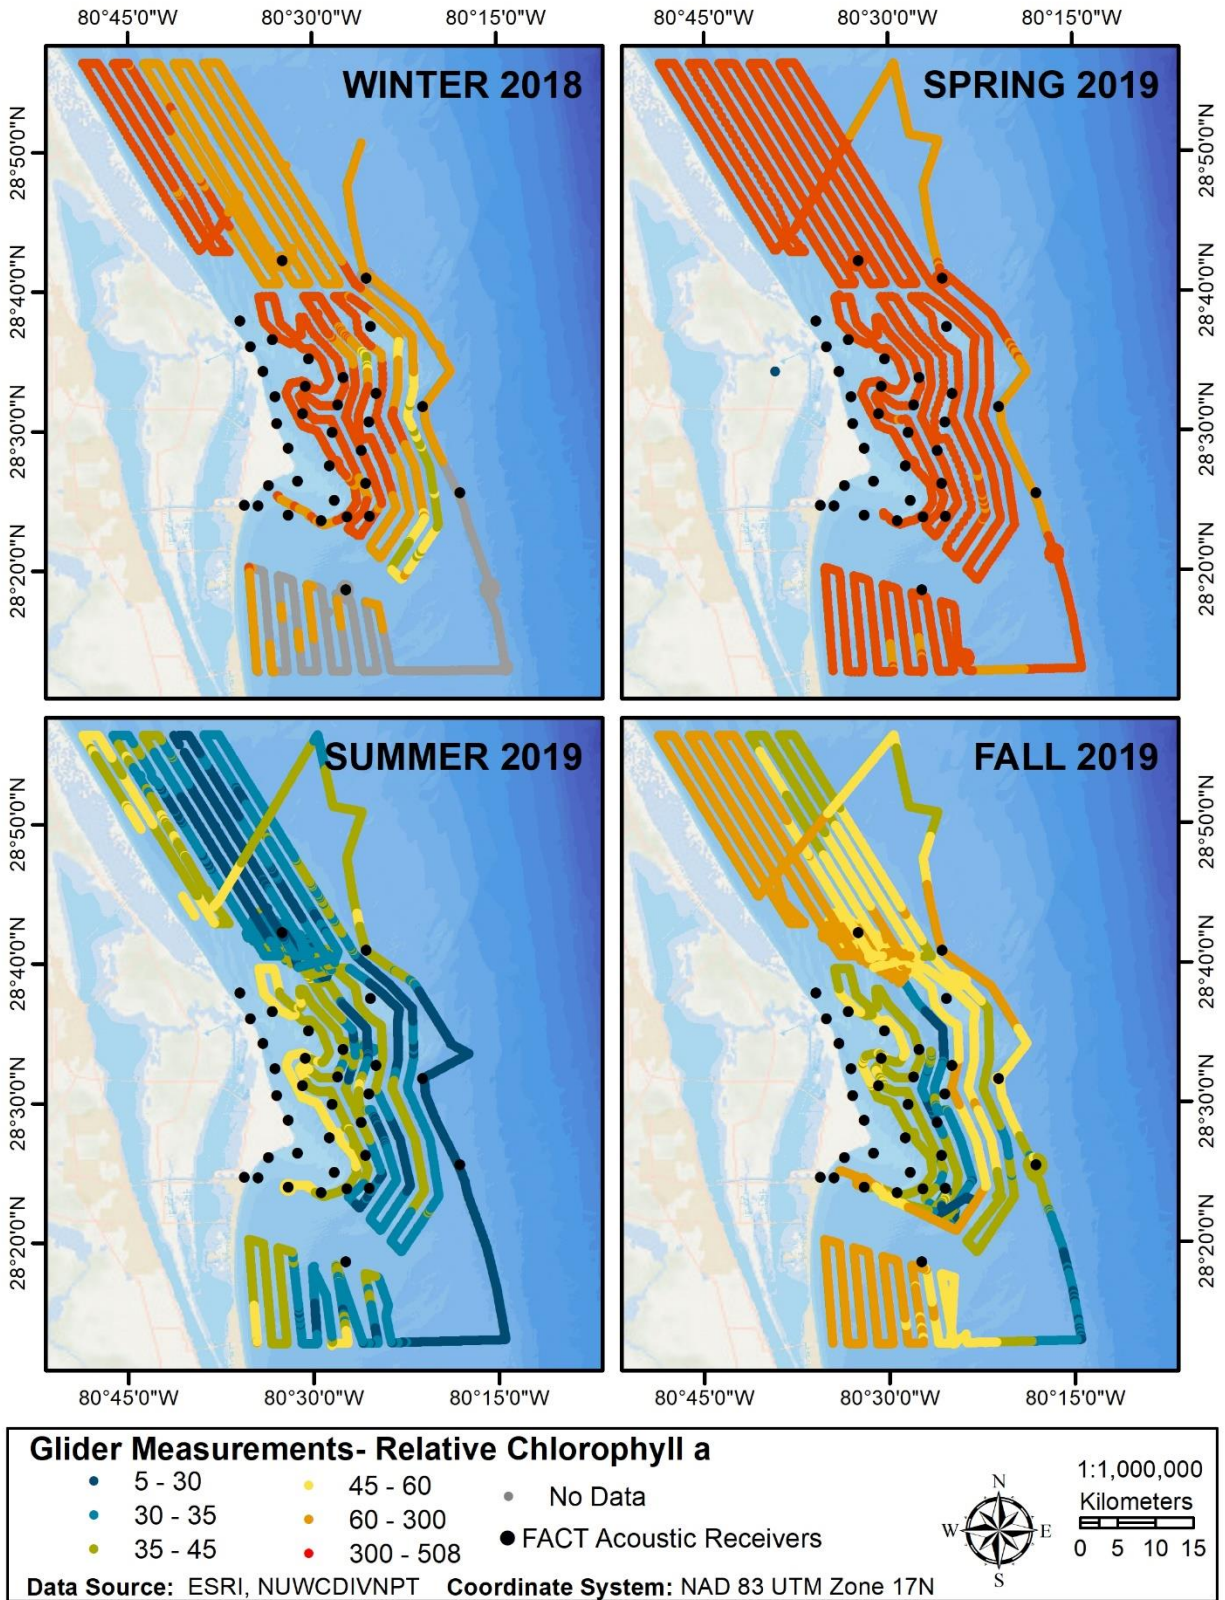 80°45'0"W 80°30'0"W 80°15'0"W 80°45'0"W 80°30'0"W 80°15'0"W
WINTER 2018 SPRING 2019
28°50'0"N 28°50'0"N
28°40'0"N 28°40'0"N
28°30'0"N 28°30'0"N
28°20'0"N 28°20'0"N
SUMMER 2019 FALL 2019
28°50'0"N 28°50'0"N
28°40'0"N 28°40'0"N
28°30'0"N 28°30'0"N
28°20'0"N 28°20'0"N
80°45'0"W 80°30'0"W 80°15'0"W 80°45'0"W 80°30'0"W 80°15'0"W
Glider Measurements- Relative Chlorophyll a
5 - 30
30 - 35
35 - 45
45 - 60
60 - 300
300 - 508
No Data
FACT Acoustic Receivers
N
W E
S
1:1,000,000
Kilometers
0 5 10 15
Data Source: ESRI, NUWCDIVNPT Coordinate System: NAD 83 UTM Zone 17N